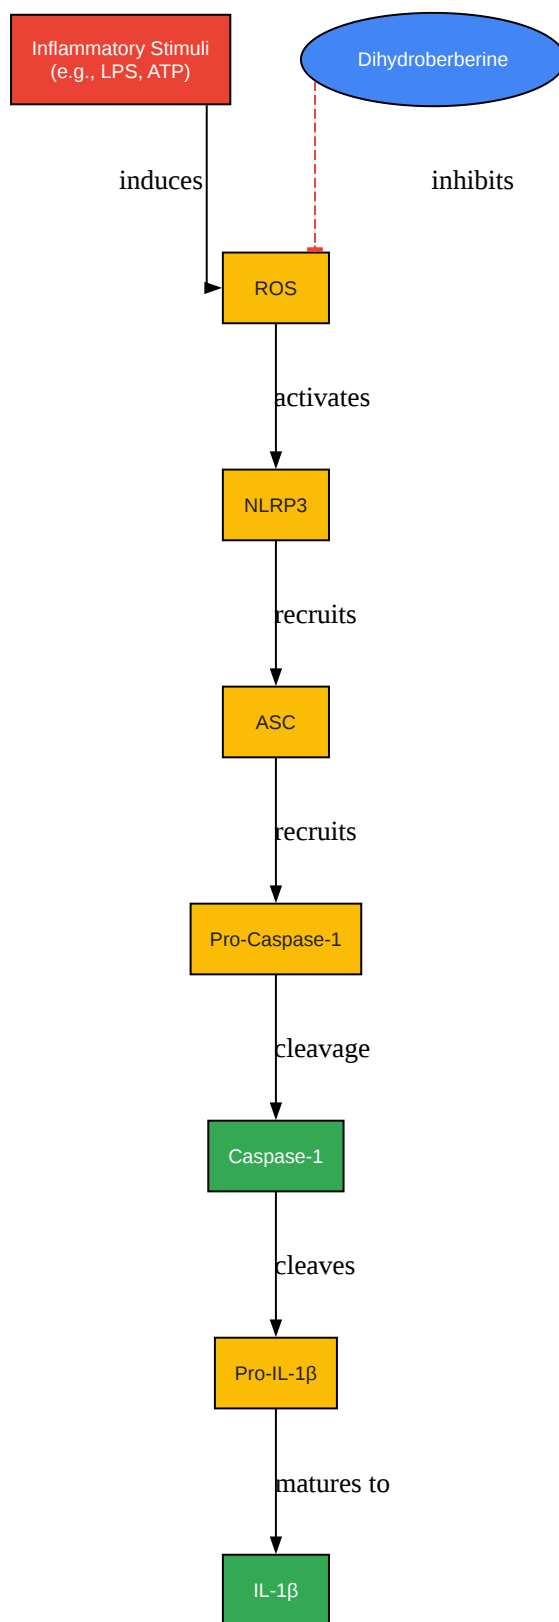 Inflammatory Stimuli
(e.g., LPS, ATP)
Dihydroberberine
induces
inhibits
ROS
activates
NLRP3
recruits
ASC
recruits
Pro-Caspase-1
cleavage
Caspase-1
cleaves
Pro-IL-1β
matures to
IL-1β